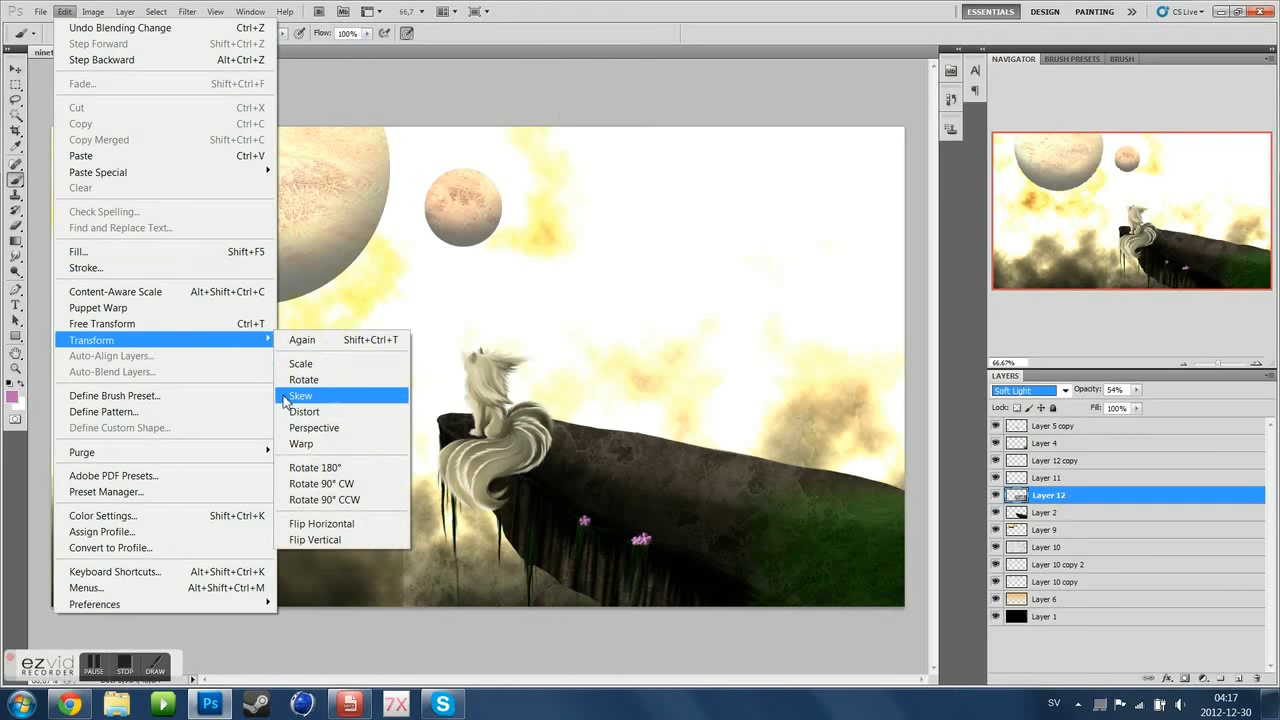 Ps File Edit Image Layer Select Filter Analysis View Window Help Mb 66,7 ESSENTIALS DESIGN PAINTING CS Live
Flow: 100%
ninet
Undo Blending Change Ctrl+Z
Step Forward Shift+Ctrl+Z
Step Backward Alt+Ctrl+Z
Fade... Shift+Ctrl+F
Cut Ctrl+X
Copy Ctrl+C
Copy Merged Shift+Ctrl+C
Paste Ctrl+V
Paste Special
Clear
Check Spelling...
Find and Replace Text...
Fill... Shift+F5
Stroke...
Content-Aware Scale Alt+Shift+Ctrl+C
Puppet Warp
Free Transform Ctrl+T
Transform
Auto-Align Layers...
Auto-Blend Layers...
Define Brush Preset...
Define Pattern...
Define Custom Shape...
Purge
Adobe PDF Presets...
Preset Manager...
Color Settings... Shift+Ctrl+K
Assign Profile...
Convert to Profile...
Keyboard Shortcuts... Alt+Shift+Ctrl+K
Menus... Alt+Shift+Ctrl+M
Preferences
Again Shift+Ctrl+T
Scale
Rotate
Skew
Distort
Perspective
Warp
Rotate 180°
Rotate 90° CW
Rotate 90° CCW
Flip Horizontal
Flip Vertical
NAVIGATOR BRUSH PRESETS BRUSH
66.67%
LAYERS
Soft Light Opacity: 54%
Lock: Fill: 100%
Layer 5 copy
Layer 4
Layer 12 copy
Layer 11
Layer 12
Layer 2
Layer 9
Layer 10
Layer 10 copy 2
Layer 10 copy
Layer 6
Layer 1
ezvid
RECORDER
PAUSE STOP DRAW
Ps 7X S
SV 04:17
2012-12-30